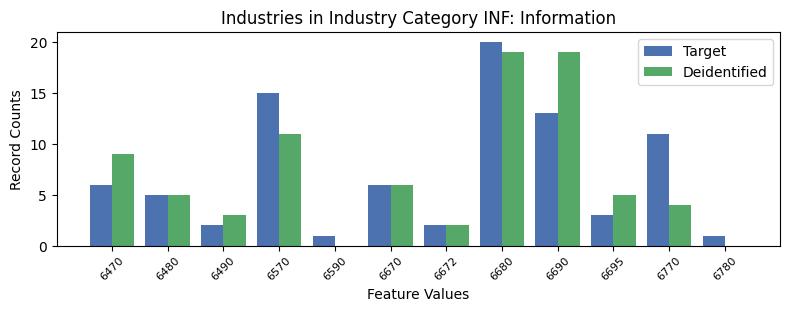 Industries in Industry Category INF: Information
Target
Deidentified
Record Counts
20
15
10
5
0
6470 6480 6490 6570 6590 6670 6672 6680 6690 6695 6770 6780
Feature Values